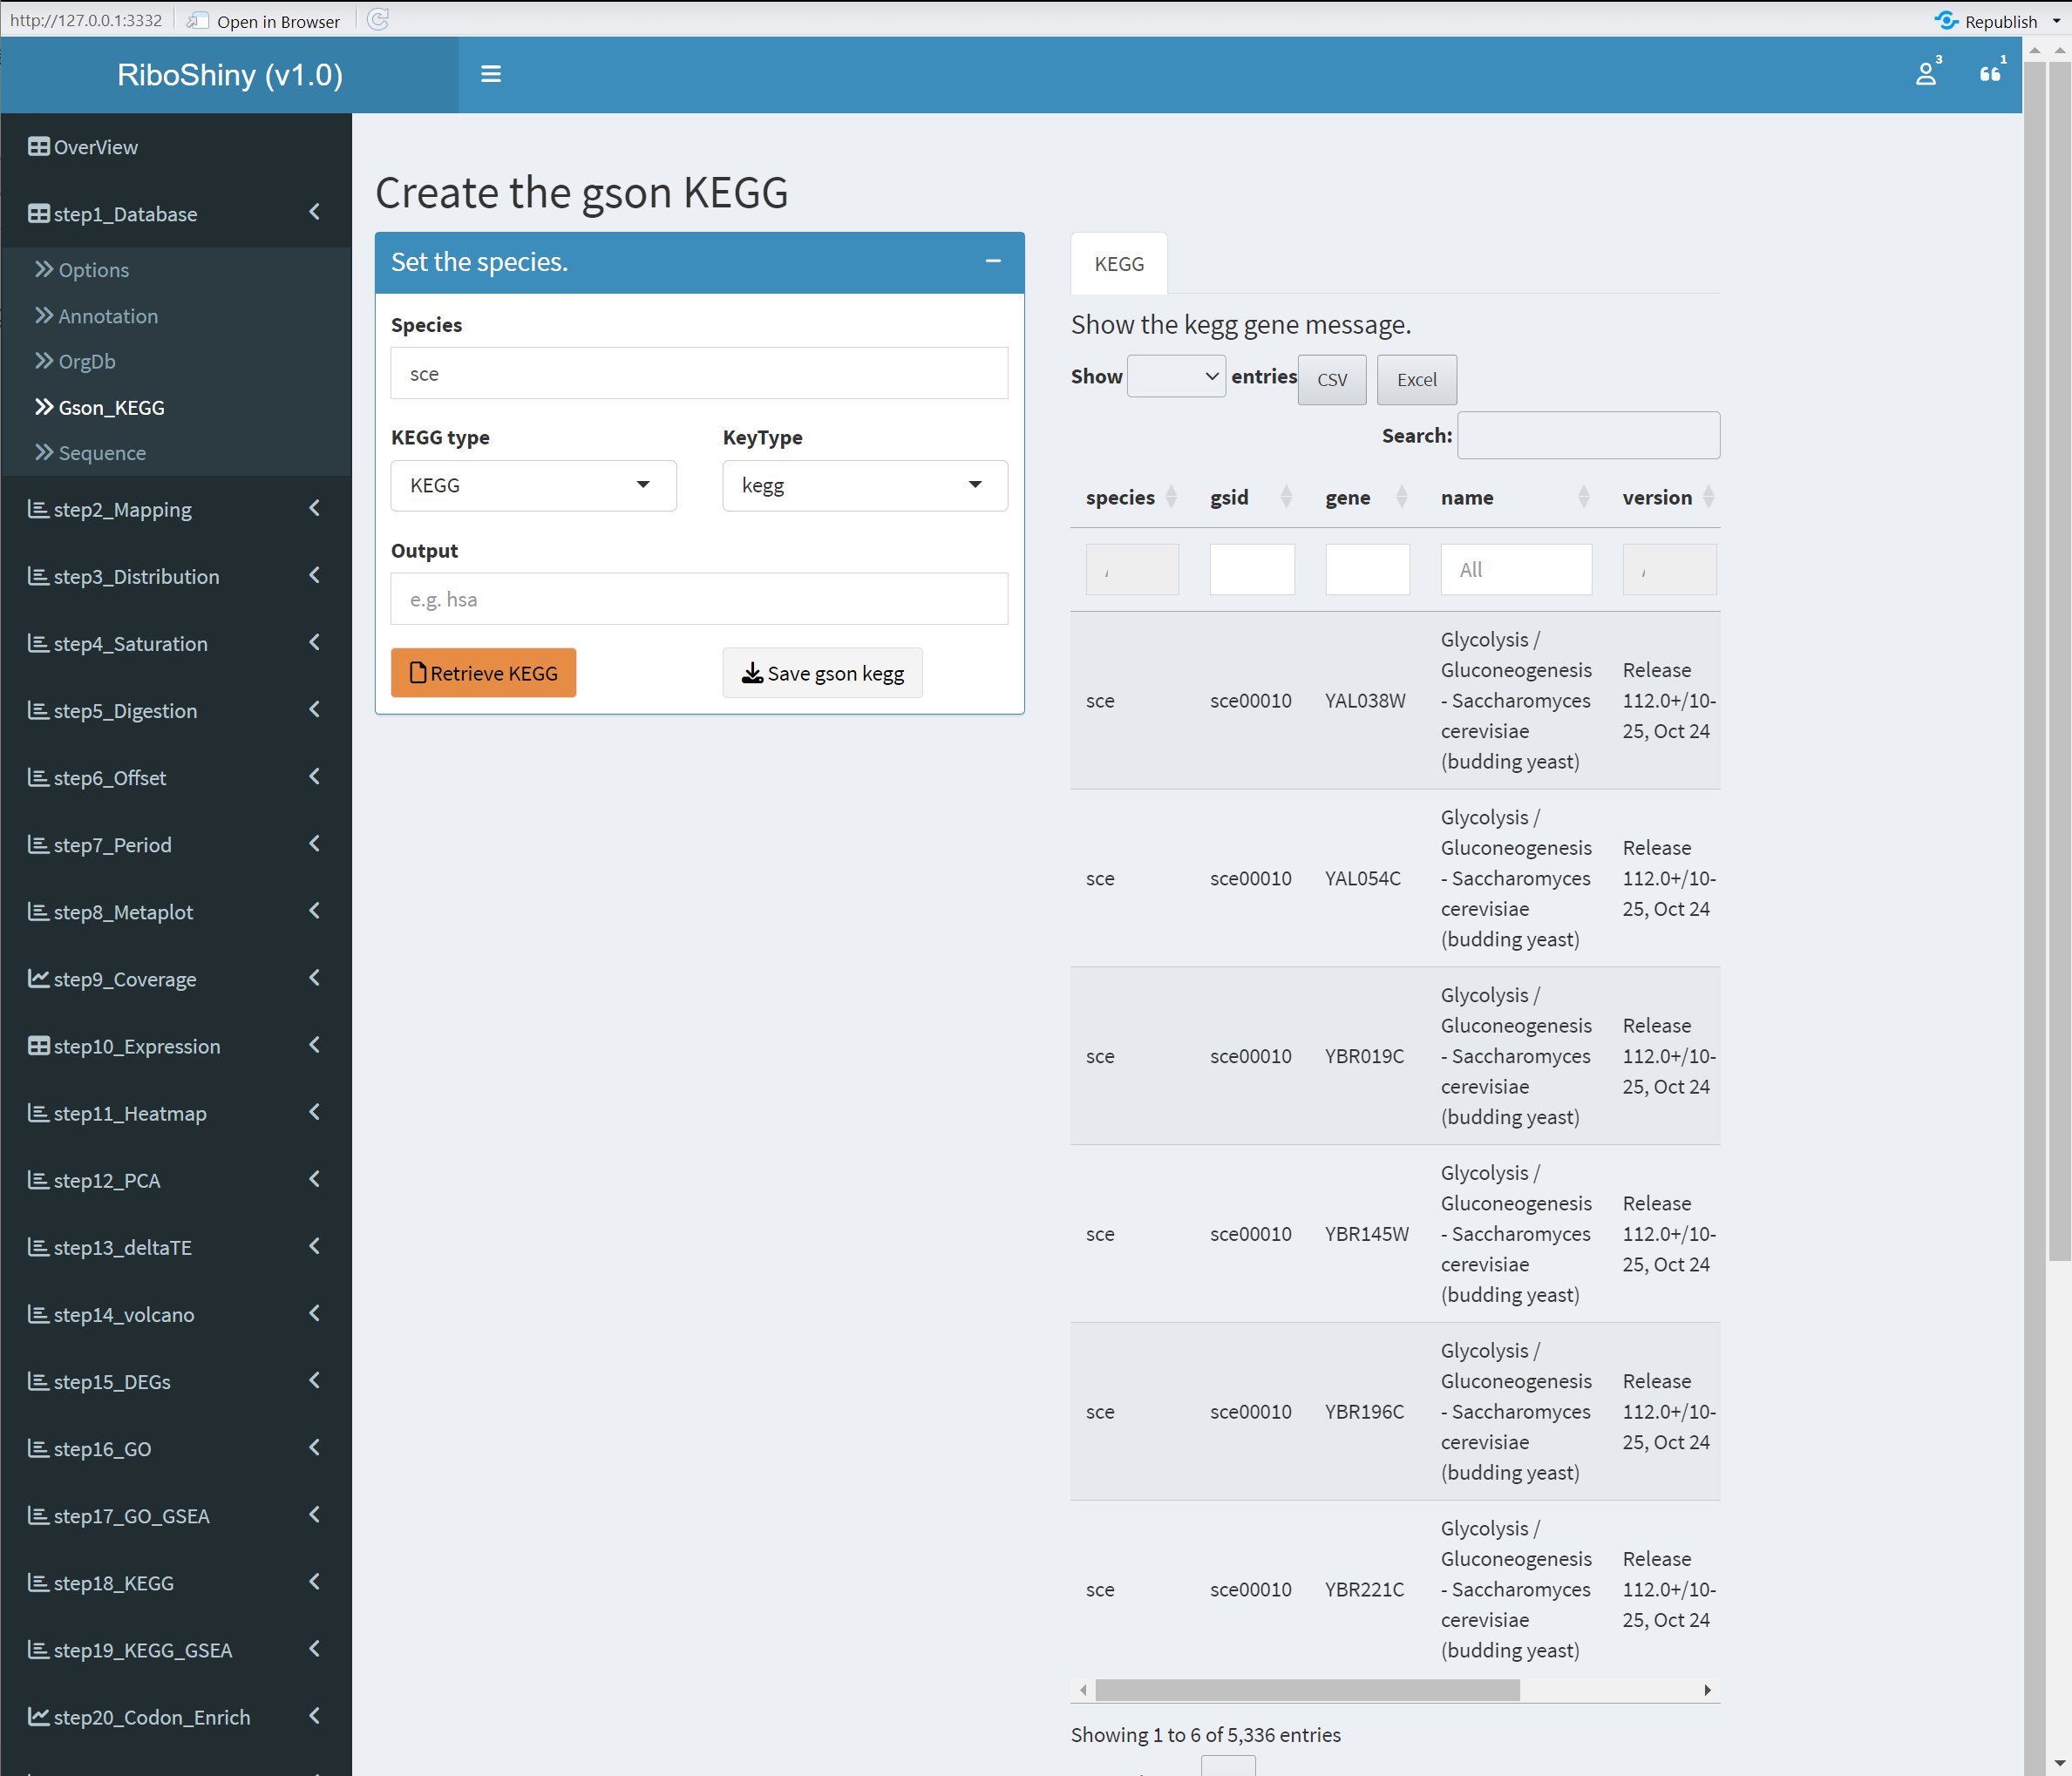 http://127.0.0.1:3332 Open in Browser Republish
RiboShiny (v1.0) 3 1
OverView
step1_Database
Options
Annotation
OrgDb
Gson_KEGG
Sequence
step2_Mapping
step3_Distribution
step4_Saturation
step5_Digestion
step6_Offset
step7_Period
step8_Metaplot
step9_Coverage
step10_Expression
step11_Heatmap
step12_PCA
step13_deltaTE
step14_volcano
step15_DEGs
step16_GO
step17_GO_GSEA
step18_KEGG
step19_KEGG_GSEA
step20_Codon_Enrich
Create the gson KEGG
Set the species.
Species
sce
KEGG type KeyType
KEGG kegg
Output
e.g. hsa
Retrieve KEGG Save gson kegg
KEGG
Show the kegg gene message.
Show entries CSV Excel
Search:
species gsid gene name version
All
sce sce00010 YAL038W
Glycolysis /
Gluconeogenesis
- Saccharomyces
cerevisiae
(budding yeast)
Release
112.0+/10-
25, Oct 24
sce sce00010 YAL054C
Glycolysis /
Gluconeogenesis
- Saccharomyces
cerevisiae
(budding yeast)
Release
112.0+/10-
25, Oct 24
sce sce00010 YBR019C
Glycolysis /
Gluconeogenesis
- Saccharomyces
cerevisiae
(budding yeast)
Release
112.0+/10-
25, Oct 24
sce sce00010 YBR145W
Glycolysis /
Gluconeogenesis
- Saccharomyces
cerevisiae
(budding yeast)
Release
112.0+/10-
25, Oct 24
sce sce00010 YBR196C
Glycolysis /
Gluconeogenesis
- Saccharomyces
cerevisiae
(budding yeast)
Release
112.0+/10-
25, Oct 24
sce sce00010 YBR221C
Glycolysis /
Gluconeogenesis
- Saccharomyces
cerevisiae
(budding yeast)
Release
112.0+/10-
25, Oct 24
Showing 1 to 6 of 5,336 entries